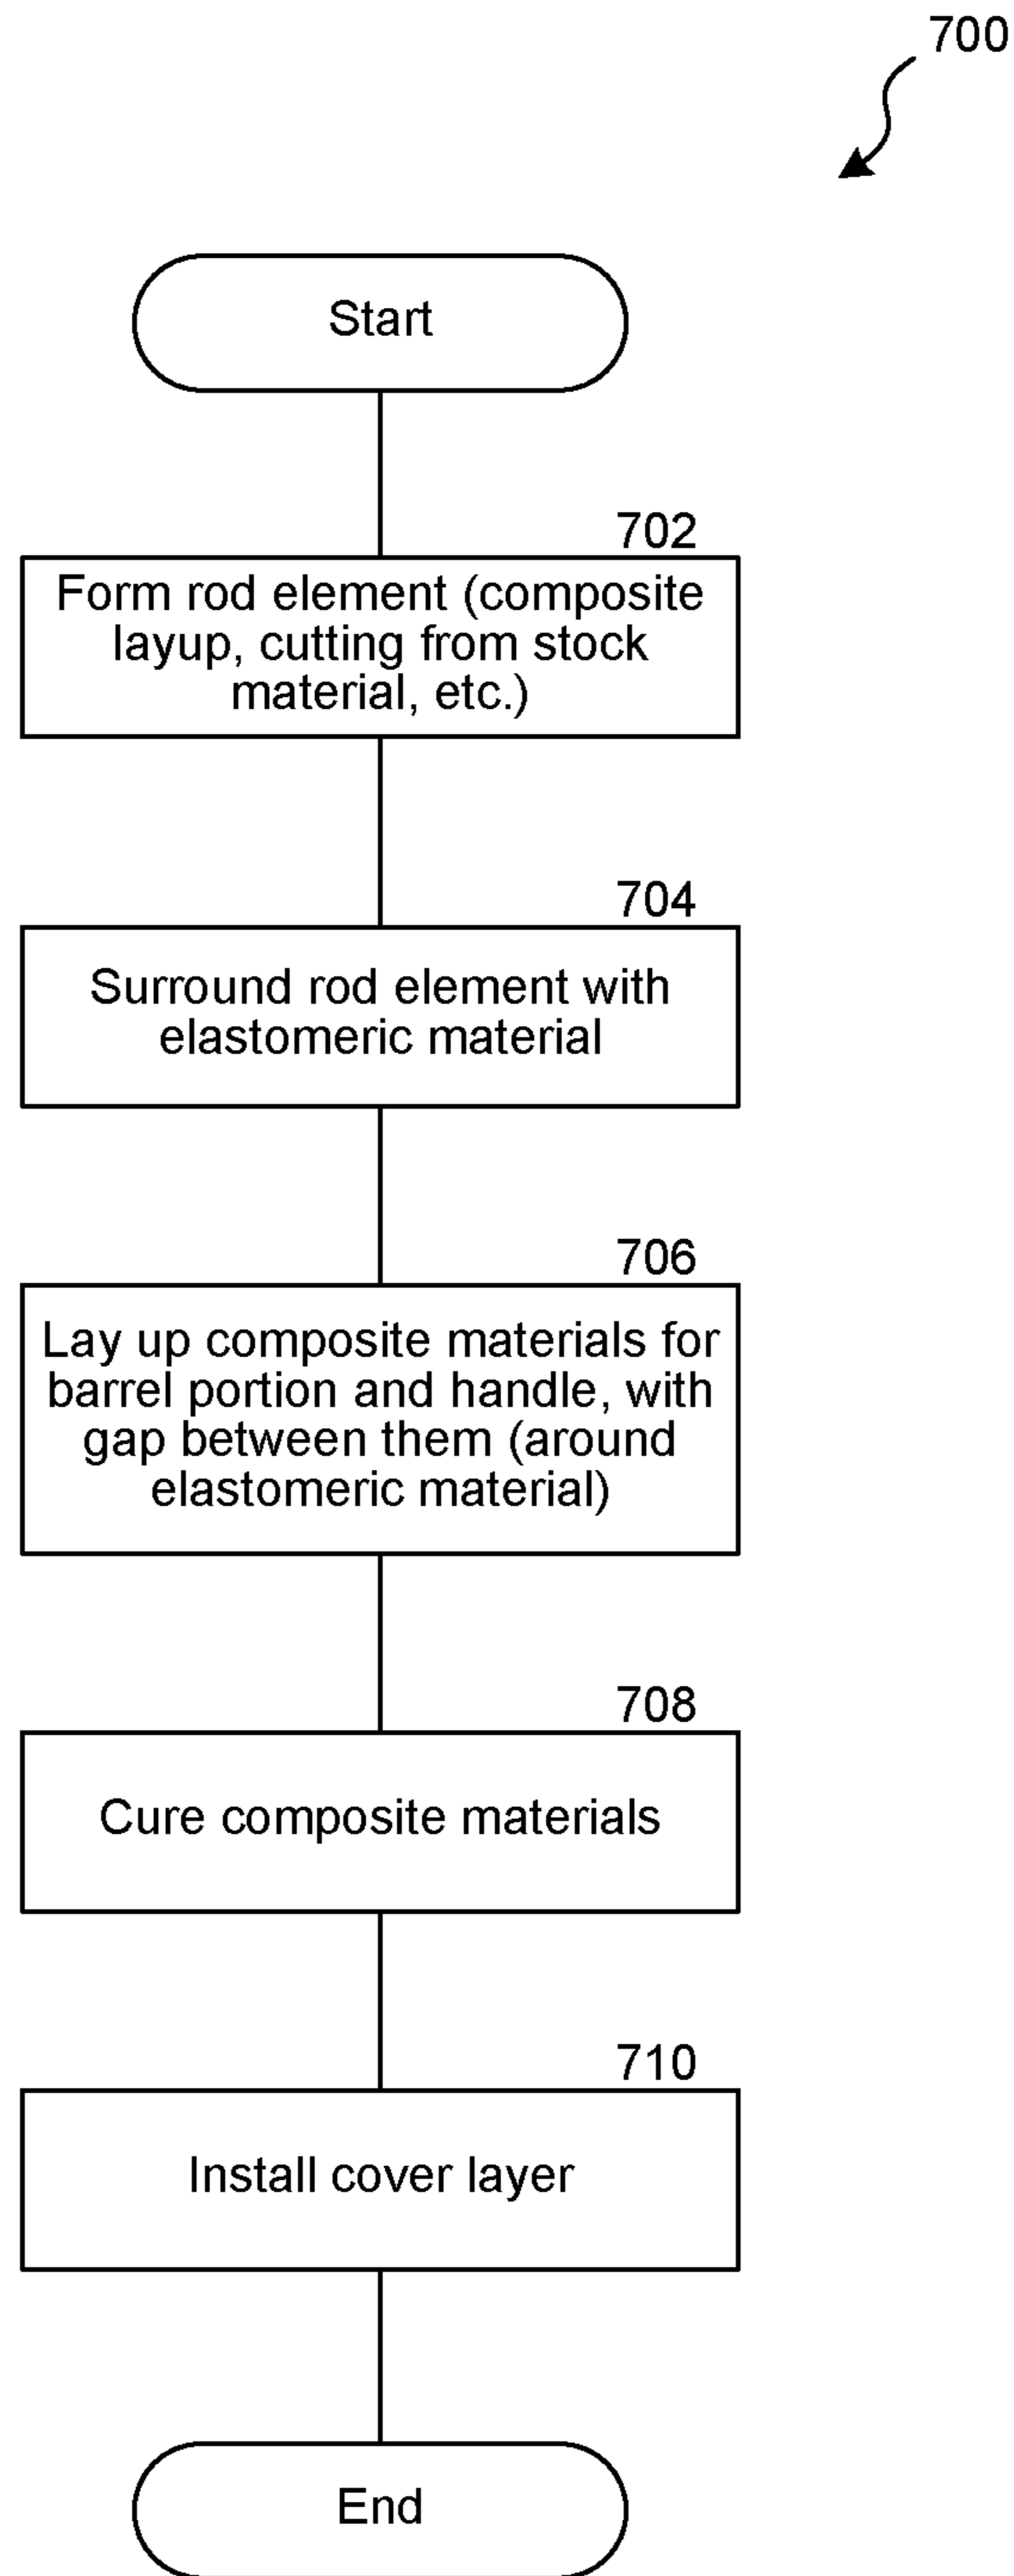 700
Start
702
Form rod element (composite
layup, cutting from stock
material, etc.)
704
Surround rod element with
elastomeric material
706
Lay up composite materials for
barrel portion and handle, with
gap between them (around
elastomeric material)
708
Cure composite materials
710
Install cover layer
End